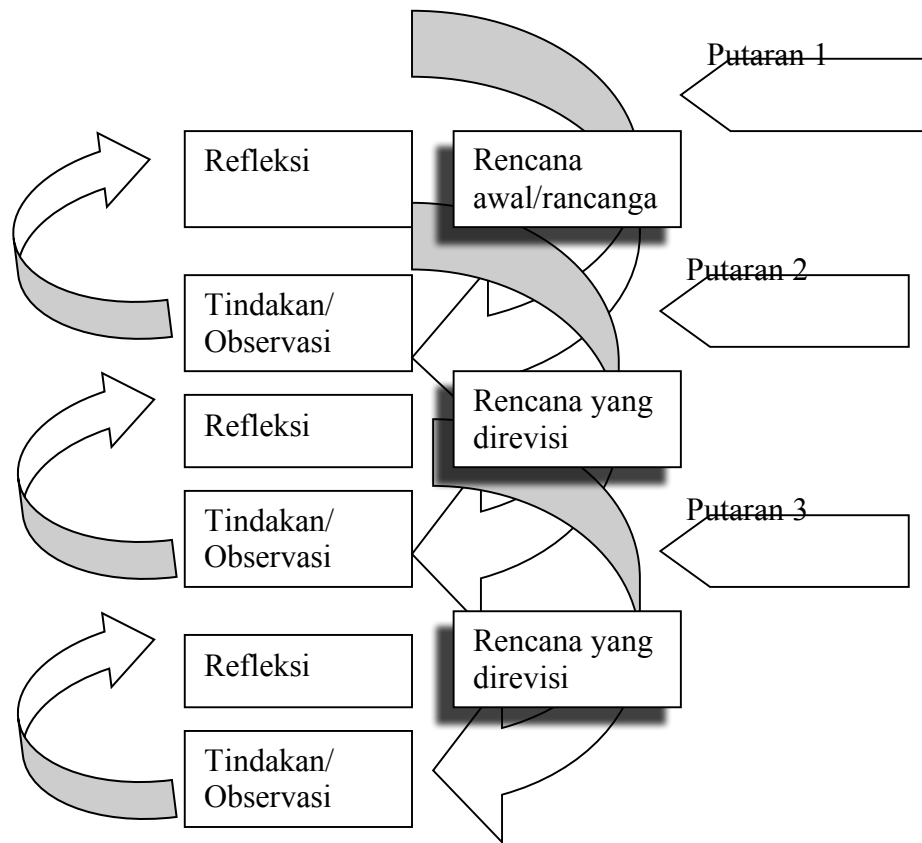 Putaran 1
Refleksi
Rencana
awal/rancanga
Putaran 2
Tindakan/
Observasi
Refleksi
Rencana yang
direvisi
Putaran 3
Tindakan/
Observasi
Refleksi
Rencana yang
direvisi
Tindakan/
Observasi